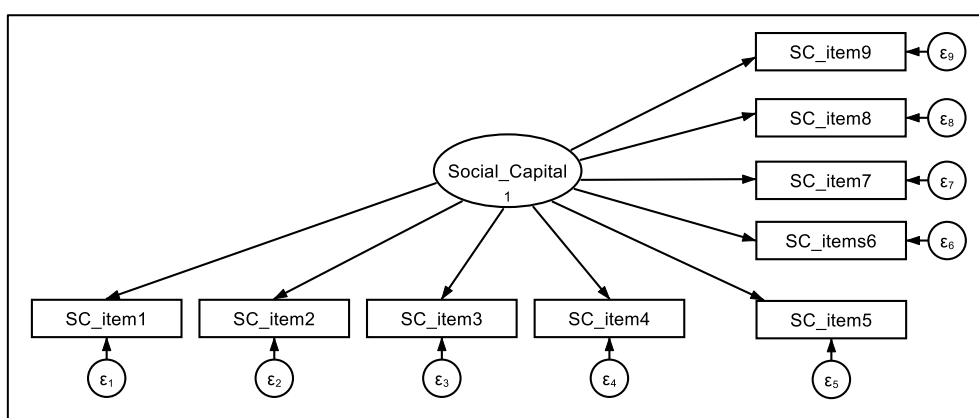 SC_item9
ε₉
SC_item8
ε₈
Social_Capital
1
SC_item7
ε₇
SC_items6
ε₆
SC_item1
SC_item2
SC_item3
SC_item4
SC_item5
ε₁
ε₂
ε₃
ε₄
ε₅